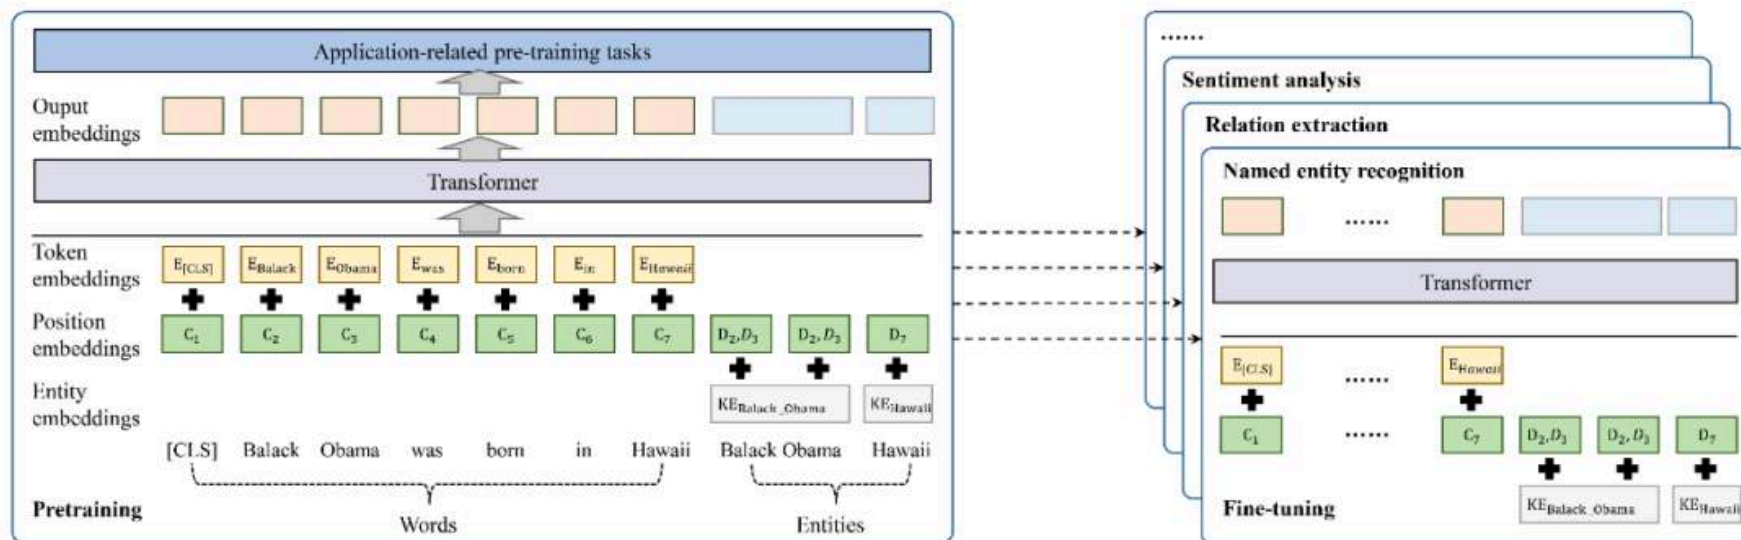 Application-related pre-training tasks
Ouput
embeddings
Transformer
Token
embeddings
E[CLS] EBalack EObama Ewas Eborn Ein EHawaii
Position
embeddings
C1 C2 C3 C4 C5 C6 C7 D2,D3 D2,D3 D7
Entity
embeddings
KEBalack_Obama KEHawaii
[CLS] Balack Obama was born in Hawaii Balack Obama Hawaii
Pretraining
Words
Entities
......
Sentiment analysis
Relation extraction
Named entity recognition
......
Transformer
E[CLS] ...... EHawaii
C1 ...... C7 D2,D3 D2,D3 D7
Fine-tuning
KEBalack_Obama KEHawaii